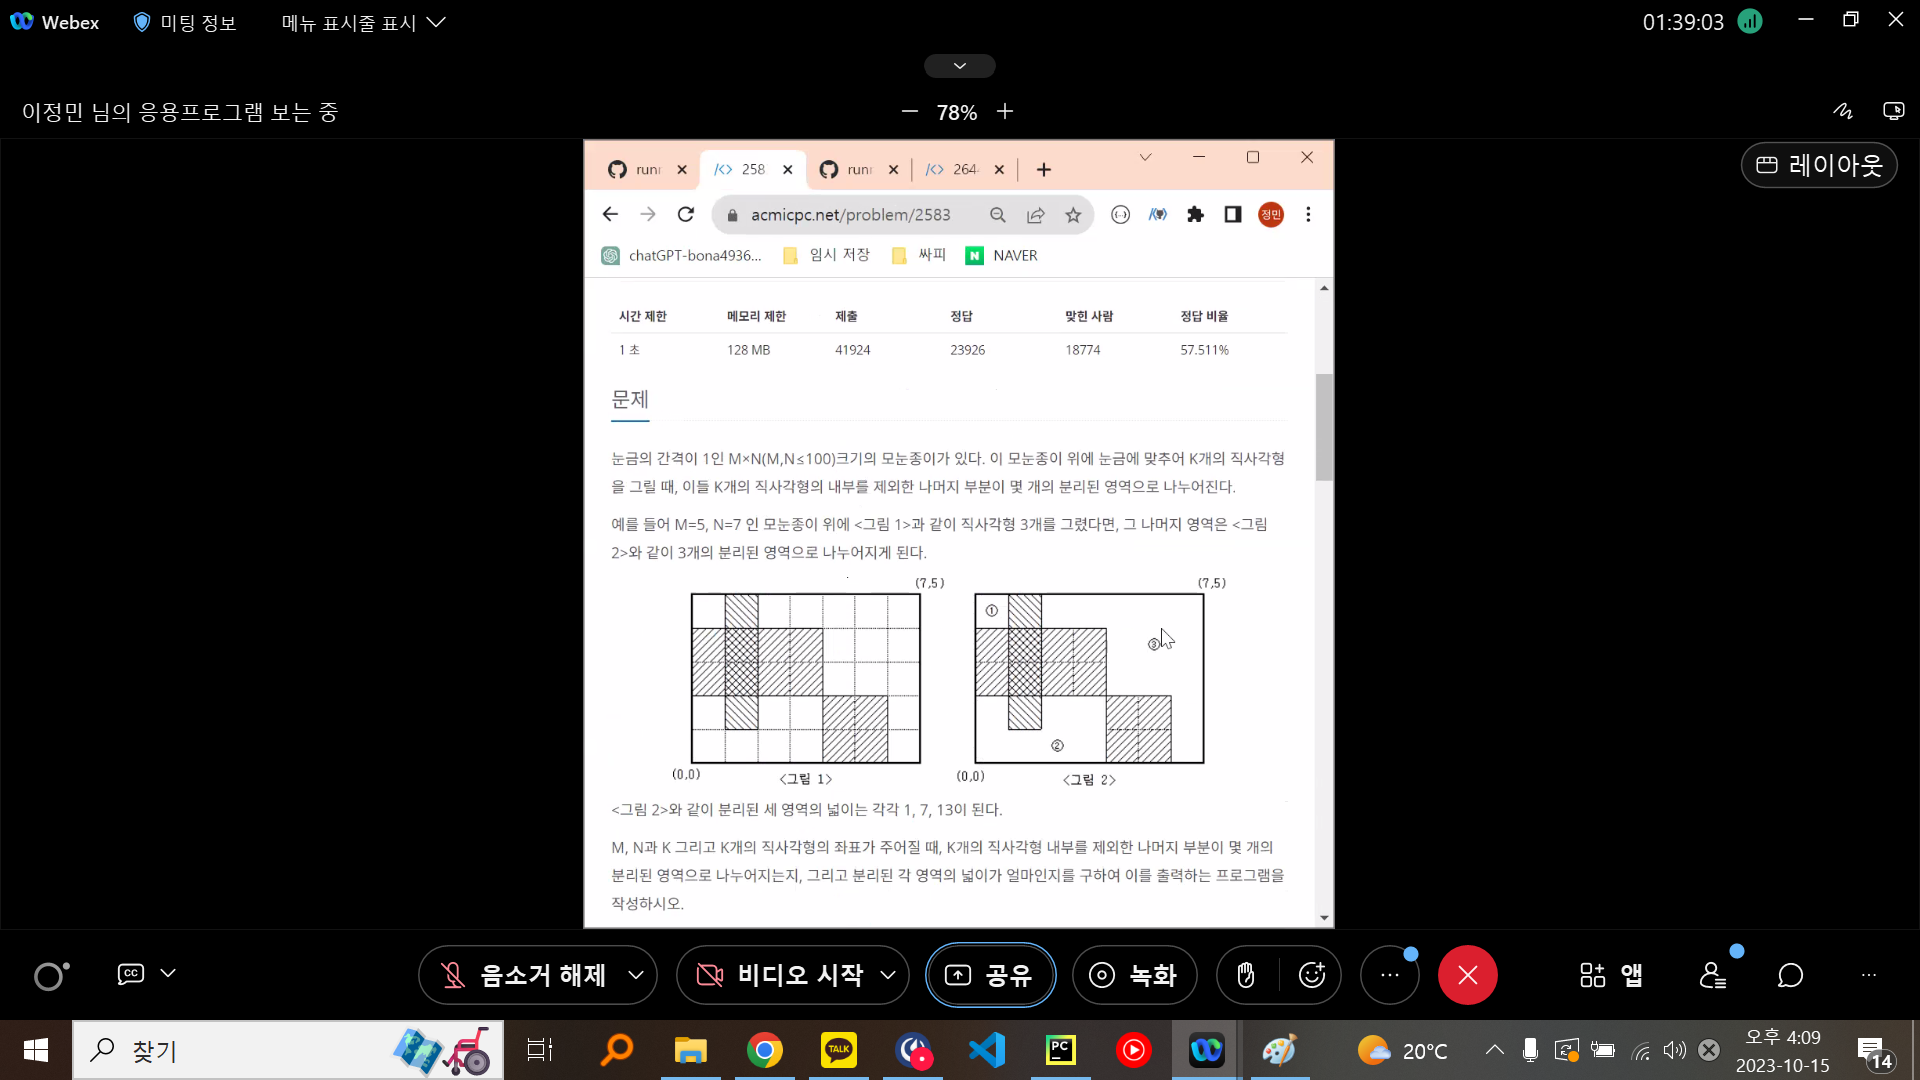 Webex 미팅 정보 메뉴 표시줄 표시 01:39:03
이정민 님의 응용프로그램 보는 중 78%
레이아웃
runr 258 runr 264
acmicpc.net/problem/2583 정민
chatGPT-bona4936... 임시 저장 싸피 N NAVER
시간 제한 메모리 제한 제출 정답 맞힌 사람 정답 비율
1 초 128 MB 41924 23926 18774 57.511%
문제
눈금의 간격이 1인 M×N(M,N≤100)크기의 모눈종이가 있다. 이 모눈종이 위에 눈금에 맞추어 K개의 직사각형
을 그릴 때, 이들 K개의 직사각형의 내부를 제외한 나머지 부분이 몇 개의 분리된 영역으로 나누어진다.
예를 들어 M=5, N=7 인 모눈종이 위에 <그림 1>과 같이 직사각형 3개를 그렸다면, 그 나머지 영역은 <그림
2>와 같이 3개의 분리된 영역으로 나누어지게 된다.
(7,5) (7,5)
①
③
②
(0,0) <그림 1> (0,0) <그림 2>
<그림 2>와 같이 분리된 세 영역의 넓이는 각각 1, 7, 13이 된다.
M, N과 K 그리고 K개의 직사각형의 좌표가 주어질 때, K개의 직사각형 내부를 제외한 나머지 부분이 몇 개의
분리된 영역으로 나누어지는지, 그리고 분리된 각 영역의 넓이가 얼마인지를 구하여 이를 출력하는 프로그램을
작성하시오.
CC 음소거 해제 비디오 시작 공유 녹화 앱
찾기 TALK PC 20°C 오후 4:09
2023-10-15 14